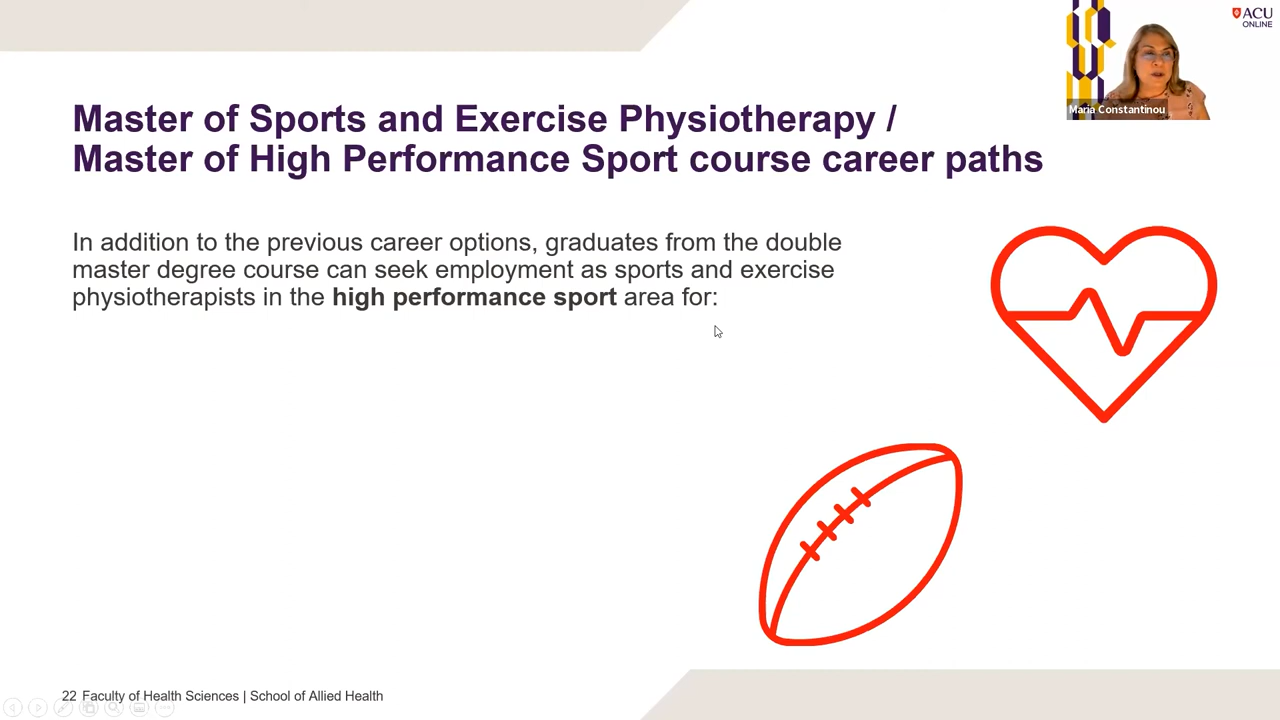 ACU
ONLINE
Maria Constantinou
Master of Sports and Exercise Physiotherapy /
Master of High Performance Sport course career paths
In addition to the previous career options, graduates from the double
master degree course can seek employment as sports and exercise
physiotherapists in the high performance sport area for:
22 Faculty of Health Sciences | School of Allied Health